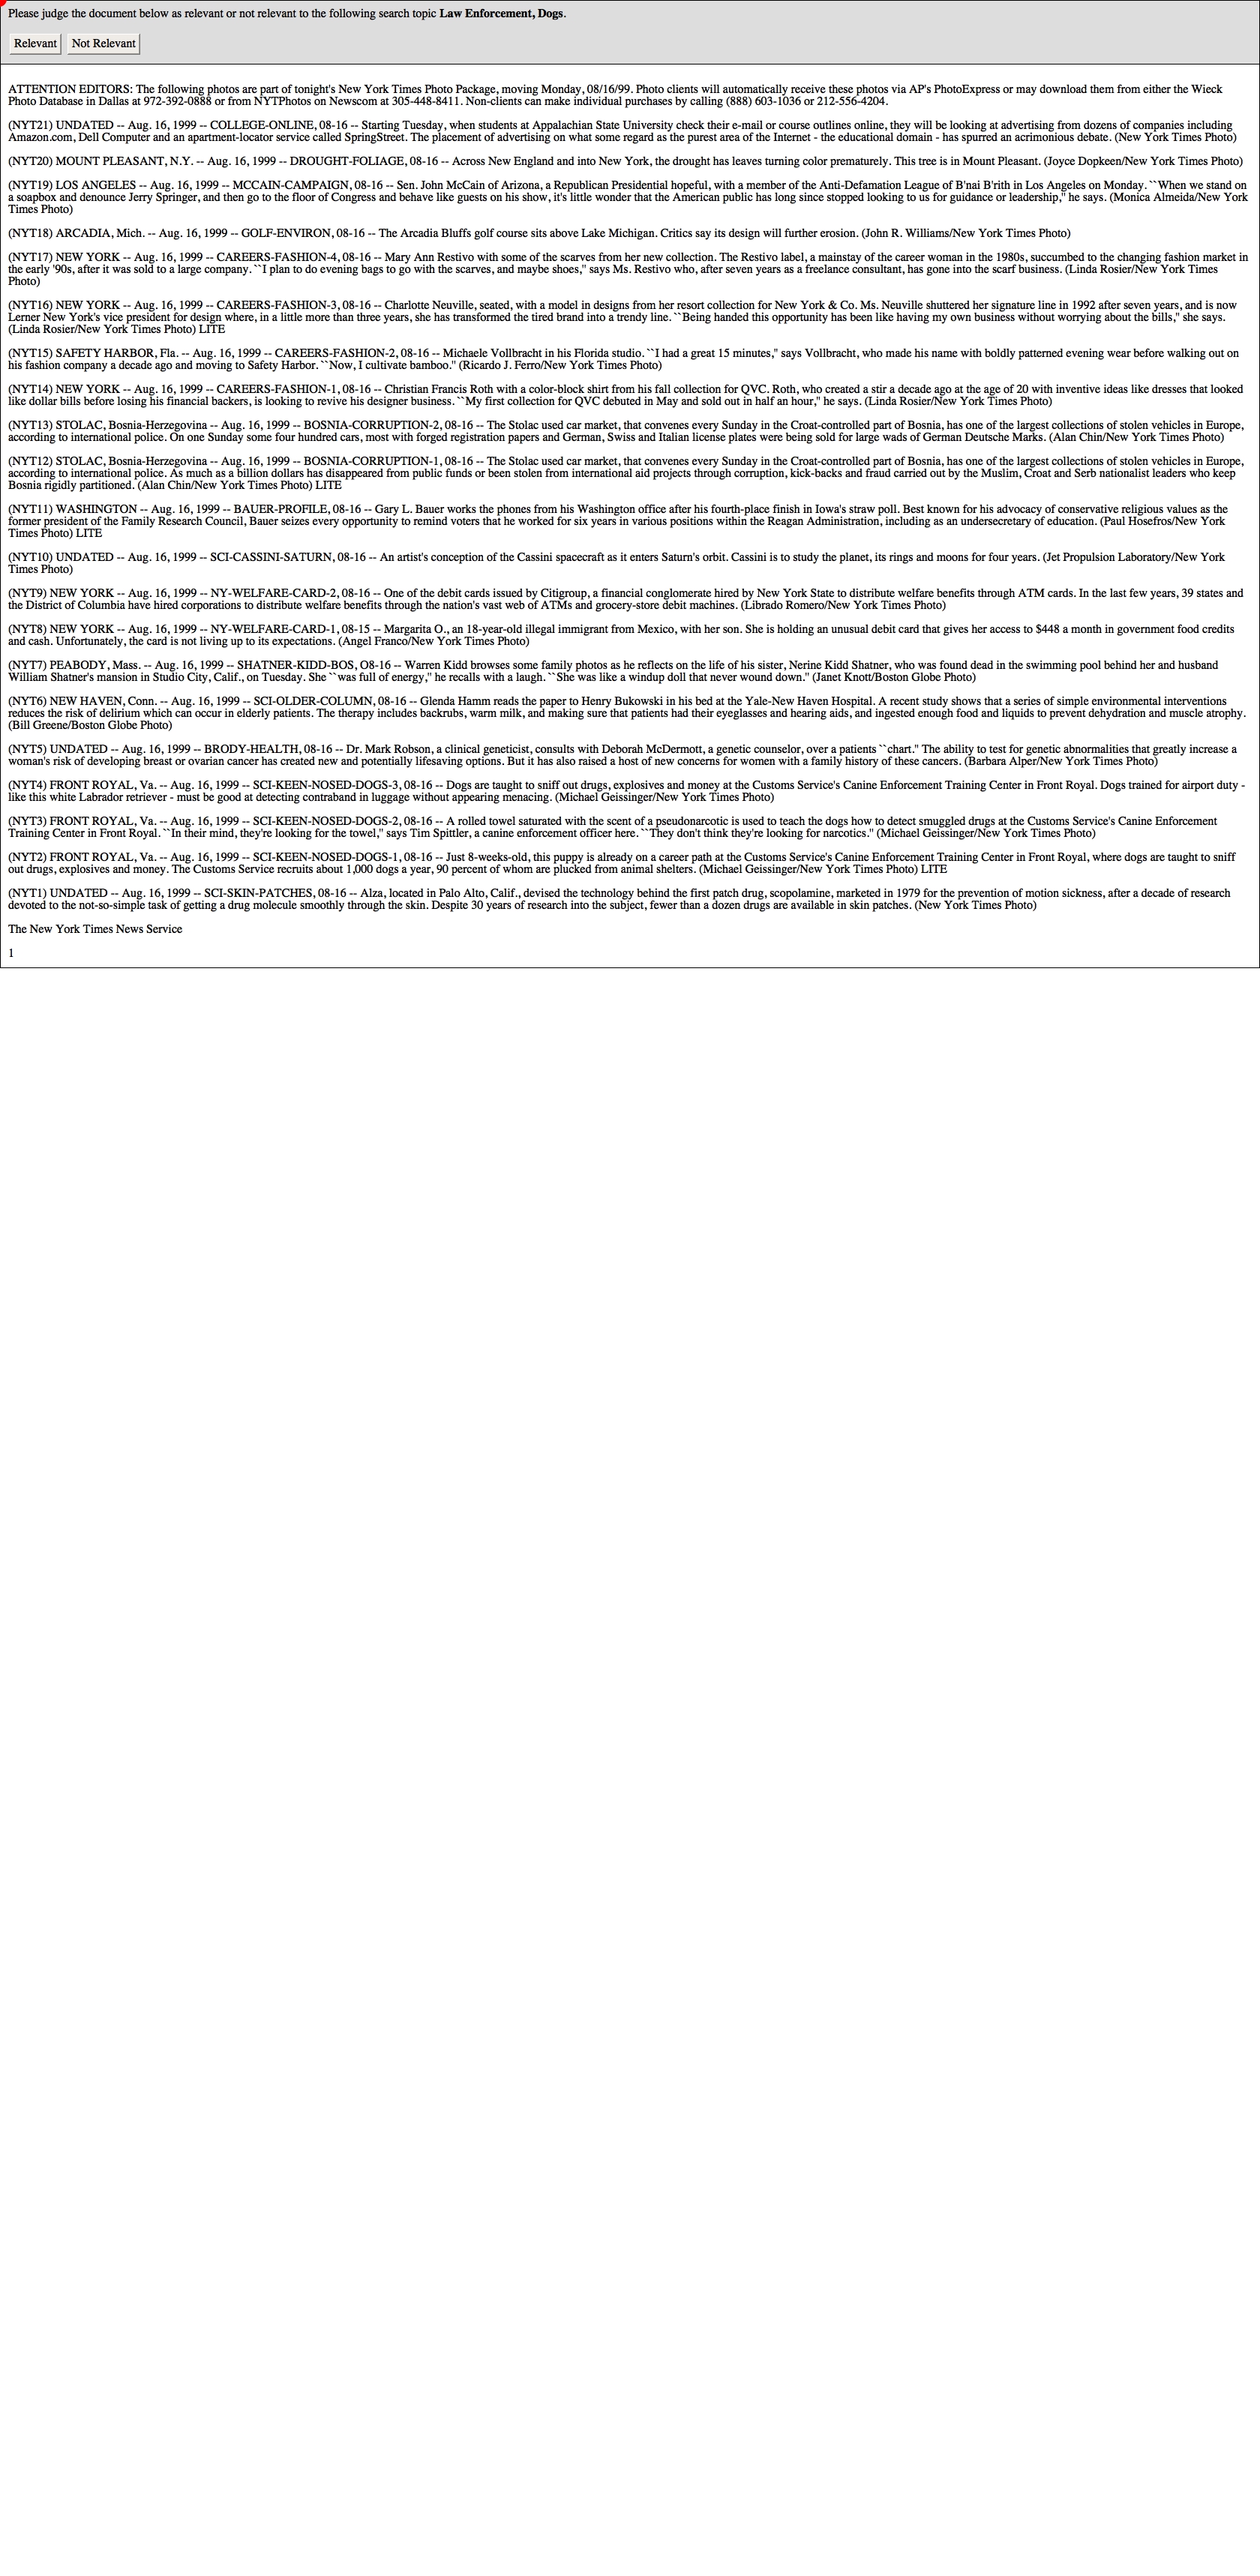 Please judge the document below as relevant or not relevant to the following search topic Law Enforcement, Dogs.
Relevant Not Relevant
ATTENTION EDITORS: The following photos are part of tonight's New York Times Photo Package, moving Monday, 08/16/99. Photo clients will automatically receive these photos via AP's PhotoExpress or may download them from either the Wieck
Photo Database in Dallas at 972-392-0888 or from NYTPhotos on Newscom at 305-448-8411. Non-clients can make individual purchases by calling (888) 603-1036 or 212-556-4204.
(NYT21) UNDATED -- Aug. 16, 1999 -- COLLEGE-ONLINE, 08-16 -- Starting Tuesday, when students at Appalachian State University check their e-mail or course outlines online, they will be looking at advertising from dozens of companies including
Amazon.com, Dell Computer and an apartment-locator service called SpringStreet. The placement of advertising on what some regard as the purest area of the Internet - the educational domain - has spurred an acrimonious debate. (New York Times Photo)
(NYT20) MOUNT PLEASANT, N.Y. -- Aug. 16, 1999 -- DROUGHT-FOLIAGE, 08-16 -- Across New England and into New York, the drought has leaves turning color prematurely. This tree is in Mount Pleasant. (Joyce Dopkeen/New York Times Photo)
(NYT19) LOS ANGELES -- Aug. 16, 1999 -- MCCAIN-CAMPAIGN, 08-16 -- Sen. John McCain of Arizona, a Republican Presidential hopeful, with a member of the Anti-Defamation League of B'nai B'rith in Los Angeles on Monday. ``When we stand on
a soapbox and denounce Jerry Springer, and then go to the floor of Congress and behave like guests on his show, it's little wonder that the American public has long since stopped looking to us for guidance or leadership,'' he says. (Monica Almeida/New York
Times Photo)
(NYT18) ARCADIA, Mich. -- Aug. 16, 1999 -- GOLF-ENVIRON, 08-16 -- The Arcadia Bluffs golf course sits above Lake Michigan. Critics say its design will further erosion. (John R. Williams/New York Times Photo)
(NYT17) NEW YORK -- Aug. 16, 1999 -- CAREERS-FASHION-4, 08-16 -- Mary Ann Restivo with some of the scarves from her new collection. The Restivo label, a mainstay of the career woman in the 1980s, succumbed to the changing fashion market in
the early '90s, after it was sold to a large company. ``I plan to do evening bags to go with the scarves, and maybe shoes,'' says Ms. Restivo who, after seven years as a freelance consultant, has gone into the scarf business. (Linda Rosier/New York Times
Photo)
(NYT16) NEW YORK -- Aug. 16, 1999 -- CAREERS-FASHION-3, 08-16 -- Charlotte Neuville, seated, with a model in designs from her resort collection for New York & Co. Ms. Neuville shuttered her signature line in 1992 after seven years, and is now
Lerner New York's vice president for design where, in a little more than three years, she has transformed the tired brand into a trendy line. ``Being handed this opportunity has been like having my own business without worrying about the bills,'' she says.
(Linda Rosier/New York Times Photo) LITE
(NYT15) SAFETY HARBOR, Fla. -- Aug. 16, 1999 -- CAREERS-FASHION-2, 08-16 -- Michaele Vollbracht in his Florida studio. ``I had a great 15 minutes,'' says Vollbracht, who made his name with boldly patterned evening wear before walking out on
his fashion company a decade ago and moving to Safety Harbor. ``Now, I cultivate bamboo.'' (Ricardo J. Ferro/New York Times Photo)
(NYT14) NEW YORK -- Aug. 16, 1999 -- CAREERS-FASHION-1, 08-16 -- Christian Francis Roth with a color-block shirt from his fall collection for QVC. Roth, who created a stir a decade ago at the age of 20 with inventive ideas like dresses that looked
like dollar bills before losing his financial backers, is looking to revive his designer business. ``My first collection for QVC debuted in May and sold out in half an hour,'' he says. (Linda Rosier/New York Times Photo)
(NYT13) STOLAC, Bosnia-Herzegovina -- Aug. 16, 1999 -- BOSNIA-CORRUPTION-2, 08-16 -- The Stolac used car market, that convenes every Sunday in the Croat-controlled part of Bosnia, has one of the largest collections of stolen vehicles in Europe,
according to international police. On one Sunday some four hundred cars, most with forged registration papers and German, Swiss and Italian license plates were being sold for large wads of German Deutsche Marks. (Alan Chin/New York Times Photo)
(NYT12) STOLAC, Bosnia-Herzegovina -- Aug. 16, 1999 -- BOSNIA-CORRUPTION-1, 08-16 -- The Stolac used car market, that convenes every Sunday in the Croat-controlled part of Bosnia, has one of the largest collections of stolen vehicles in Europe,
according to international police. As much as a billion dollars has disappeared from public funds or been stolen from international aid projects through corruption, kick-backs and fraud carried out by the Muslim, Croat and Serb nationalist leaders who keep
Bosnia rigidly partitioned. (Alan Chin/New York Times Photo) LITE
(NYT11) WASHINGTON -- Aug. 16, 1999 -- BAUER-PROFILE, 08-16 -- Gary L. Bauer works the phones from his Washington office after his fourth-place finish in Iowa's straw poll. Best known for his advocacy of conservative religious values as the
former president of the Family Research Council, Bauer seizes every opportunity to remind voters that he worked for six years in various positions within the Reagan Administration, including as an undersecretary of education. (Paul Hosefros/New York
Times Photo) LITE
(NYT10) UNDATED -- Aug. 16, 1999 -- SCI-CASSINI-SATURN, 08-16 -- An artist's conception of the Cassini spacecraft as it enters Saturn's orbit. Cassini is to study the planet, its rings and moons for four years. (Jet Propulsion Laboratory/New York
Times Photo)
(NYT9) NEW YORK -- Aug. 16, 1999 -- NY-WELFARE-CARD-2, 08-16 -- One of the debit cards issued by Citigroup, a financial conglomerate hired by New York State to distribute welfare benefits through ATM cards. In the last few years, 39 states and
the District of Columbia have hired corporations to distribute welfare benefits through the nation's vast web of ATMs and grocery-store debit machines. (Librado Romero/New York Times Photo)
(NYT8) NEW YORK -- Aug. 16, 1999 -- NY-WELFARE-CARD-1, 08-15 -- Margarita O., an 18-year-old illegal immigrant from Mexico, with her son. She is holding an unusual debit card that gives her access to $448 a month in government food credits
and cash. Unfortunately, the card is not living up to its expectations. (Angel Franco/New York Times Photo)
(NYT7) PEABODY, Mass. -- Aug. 16, 1999 -- SHATNER-KIDD-BOS, 08-16 -- Warren Kidd browses some family photos as he reflects on the life of his sister, Nerine Kidd Shatner, who was found dead in the swimming pool behind her and husband
William Shatner's mansion in Studio City, Calif., on Tuesday. She ``was full of energy,'' he recalls with a laugh. ``She was like a windup doll that never wound down.'' (Janet Knott/Boston Globe Photo)
(NYT6) NEW HAVEN, Conn. -- Aug. 16, 1999 -- SCI-OLDER-COLUMN, 08-16 -- Glenda Hamm reads the paper to Henry Bukowski in his bed at the Yale-New Haven Hospital. A recent study shows that a series of simple environmental interventions
reduces the risk of delirium which can occur in elderly patients. The therapy includes backrubs, warm milk, and making sure that patients had their eyeglasses and hearing aids, and ingested enough food and liquids to prevent dehydration and muscle atrophy.
(Bill Greene/Boston Globe Photo)
(NYT5) UNDATED -- Aug. 16, 1999 -- BRODY-HEALTH, 08-16 -- Dr. Mark Robson, a clinical geneticist, consults with Deborah McDermott, a genetic counselor, over a patients ``chart.'' The ability to test for genetic abnormalities that greatly increase a
woman's risk of developing breast or ovarian cancer has created new and potentially lifesaving options. But it has also raised a host of new concerns for women with a family history of these cancers. (Barbara Alper/New York Times Photo)
(NYT4) FRONT ROYAL, Va. -- Aug. 16, 1999 -- SCI-KEEN-NOSED-DOGS-3, 08-16 -- Dogs are taught to sniff out drugs, explosives and money at the Customs Service's Canine Enforcement Training Center in Front Royal. Dogs trained for airport duty -
like this white Labrador retriever - must be good at detecting contraband in luggage without appearing menacing. (Michael Geissinger/New York Times Photo)
(NYT3) FRONT ROYAL, Va. -- Aug. 16, 1999 -- SCI-KEEN-NOSED-DOGS-2, 08-16 -- A rolled towel saturated with the scent of a pseudonarcotic is used to teach the dogs how to detect smuggled drugs at the Customs Service's Canine Enforcement
Training Center in Front Royal. ``In their mind, they're looking for the towel,'' says Tim Spittler, a canine enforcement officer here. ``They don't think they're looking for narcotics.'' (Michael Geissinger/New York Times Photo)
(NYT2) FRONT ROYAL, Va. -- Aug. 16, 1999 -- SCI-KEEN-NOSED-DOGS-1, 08-16 -- Just 8-weeks-old, this puppy is already on a career path at the Customs Service's Canine Enforcement Training Center in Front Royal, where dogs are taught to sniff
out drugs, explosives and money. The Customs Service recruits about 1,000 dogs a year, 90 percent of whom are plucked from animal shelters. (Michael Geissinger/New York Times Photo) LITE
(NYT1) UNDATED -- Aug. 16, 1999 -- SCI-SKIN-PATCHES, 08-16 -- Alza, located in Palo Alto, Calif., devised the technology behind the first patch drug, scopolamine, marketed in 1979 for the prevention of motion sickness, after a decade of research
devoted to the not-so-simple task of getting a drug molecule smoothly through the skin. Despite 30 years of research into the subject, fewer than a dozen drugs are available in skin patches. (New York Times Photo)
The New York Times News Service
1